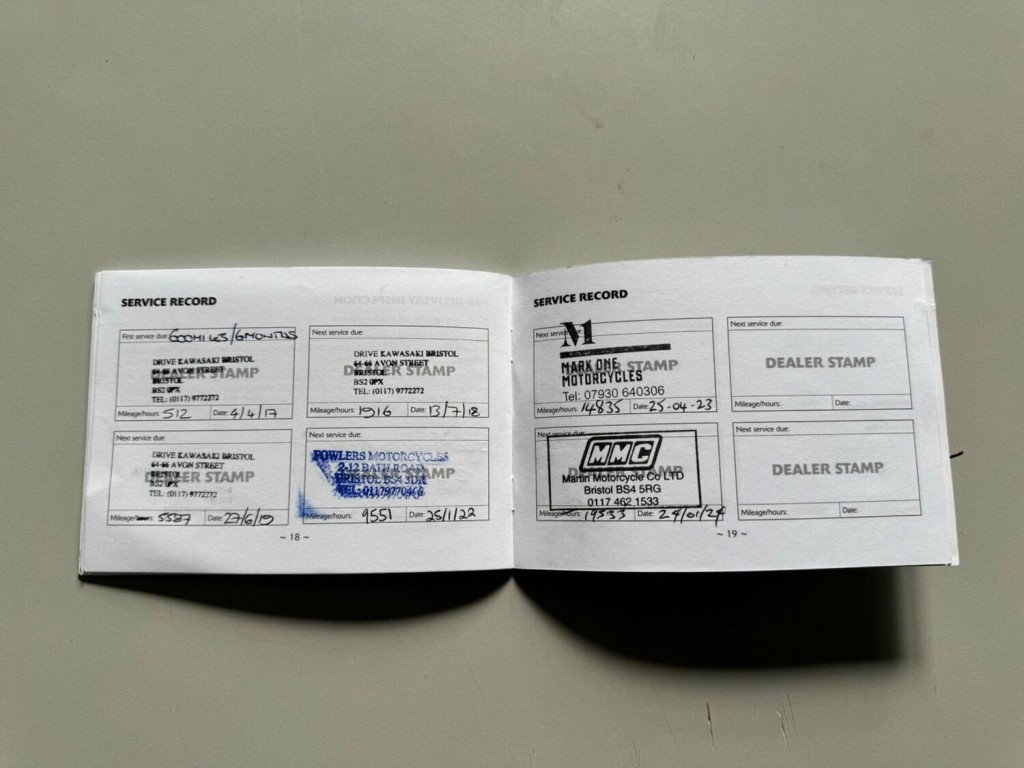 SERVICE RECORD
First service due: 600MILES/6MONTHS
DRIVE KAWASAKI BRISTOL
64-66 AVON STREET
DEALER STAMP
BRISTOL
BS2 0PX
TEL: (0117) 9772272
Mileage/hours: 512 Date: 4/4/17
Next service due:
DRIVE KAWASAKI BRISTOL
64-66 AVON STREET
DEALER STAMP
BRISTOL
BS2 0PX
TEL: (0117) 9772272
Mileage/hours: 1916 Date: 13/7/18
Next service due:
DRIVE KAWASAKI BRISTOL
64-66 AVON STREET
BRISTOL
DEALER STAMP
TEL: (0117) 9772272
Mileage/hours: 5587 Date: 27/6/19
Next service due:
FOWLERS MOTORCYCLES
2-12 BATH ROAD
DEALER STAMP
BRISTOL BS4 3DR
TEL: 01179770466
Mileage/hours: 9551 Date: 25/1/22
~ 18 ~
SERVICE RECORD
Next service due:
M1
MARK ONE
DEALER STAMP
MOTORCYCLES
Tel: 07930 640306
Mileage/hours: 14835 Date: 25-04-23
Next service due:
DEALER STAMP
Mileage/hours: Date:
Next service due:
MMC
DEALER STAMP
Martin Motorcycle Co LTD
Bristol BS4 5RG
0117 462 1533
Mileage/hours: Date: 24/01/24
Next service due:
DEALER STAMP
Mileage/hours: Date:
~ 19 ~